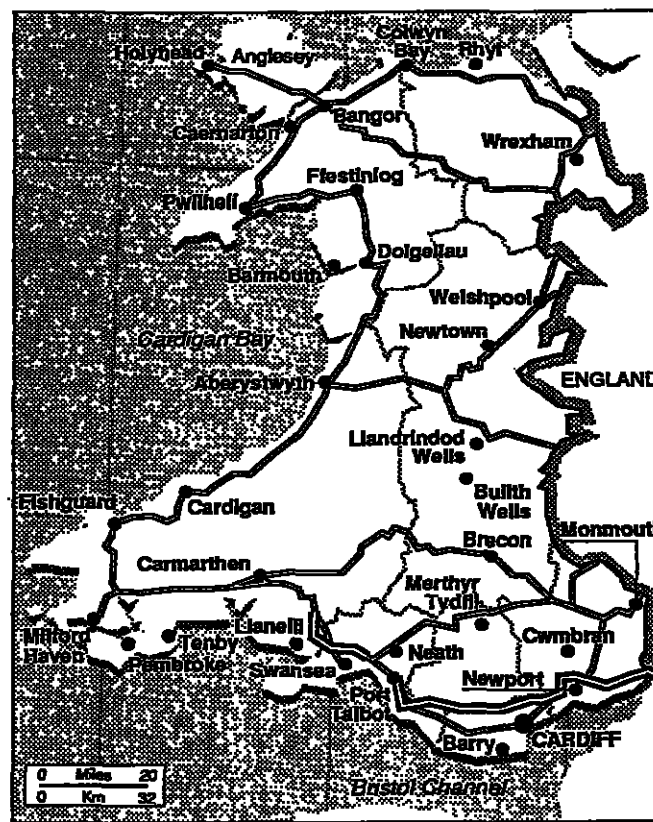 Colwyn
Bay
Rhyl
Holyhead
Anglesey
Bangor
Caernarfon
Wrexham
Ffestiniog
Pwllheli
Dolgellau
Barmouth
Welshpool
Cardigan Bay
Newtown
Aberystwyth
ENGLAND
Llandrindod
Wells
Builth
Wells
Cardigan
Fishguard
Monmout
Brecon
Carmarthen
Merthyr
Tydfil
Llanelli
Cwmbran
Milford
Haven
Tenby
Pembroke
Neath
Swansea
Newport
Port
Talbot
CARDIFF
Barry
0 Miles 20
0 Km 32
Bristol Channel